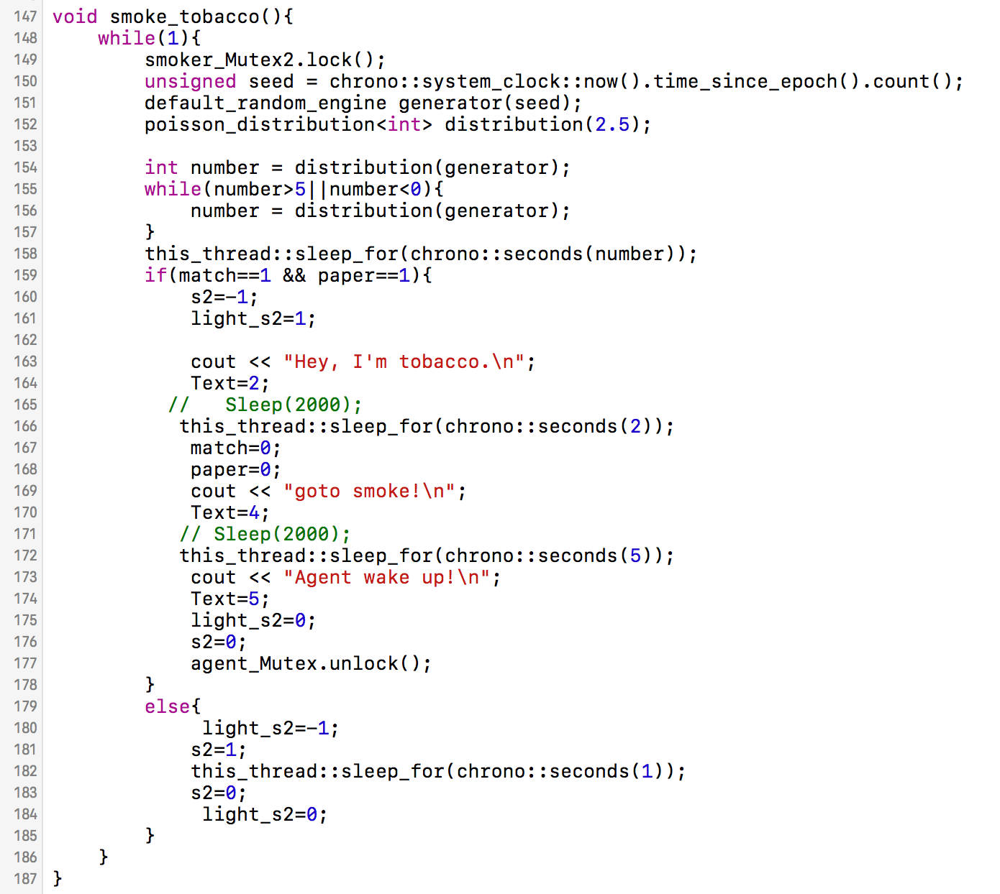 147 void smoke_tobacco(){
148     while(1){
149         smoker_Mutex2.lock();
150         unsigned seed = chrono::system_clock::now().time_since_epoch().count();
151         default_random_engine generator(seed);
152         poisson_distribution<int> distribution(2.5);
153
154         int number = distribution(generator);
155         while(number>5||number<0){
156             number = distribution(generator);
157         }
158         this_thread::sleep_for(chrono::seconds(number));
159         if(match==1 && paper==1){
160             s2=-1;
161             light_s2=1;
162
163             cout << "Hey, I'm tobacco.\n";
164             Text=2;
165           //   Sleep(2000);
166            this_thread::sleep_for(chrono::seconds(2));
167             match=0;
168             paper=0;
169             cout << "goto smoke!\n";
170             Text=4;
171            // Sleep(2000);
172            this_thread::sleep_for(chrono::seconds(5));
173             cout << "Agent wake up!\n";
174             Text=5;
175             light_s2=0;
176             s2=0;
177             agent_Mutex.unlock();
178         }
179         else{
180              light_s2=-1;
181             s2=1;
182             this_thread::sleep_for(chrono::seconds(1));
183             s2=0;
184              light_s2=0;
185         }
186     }
187 }